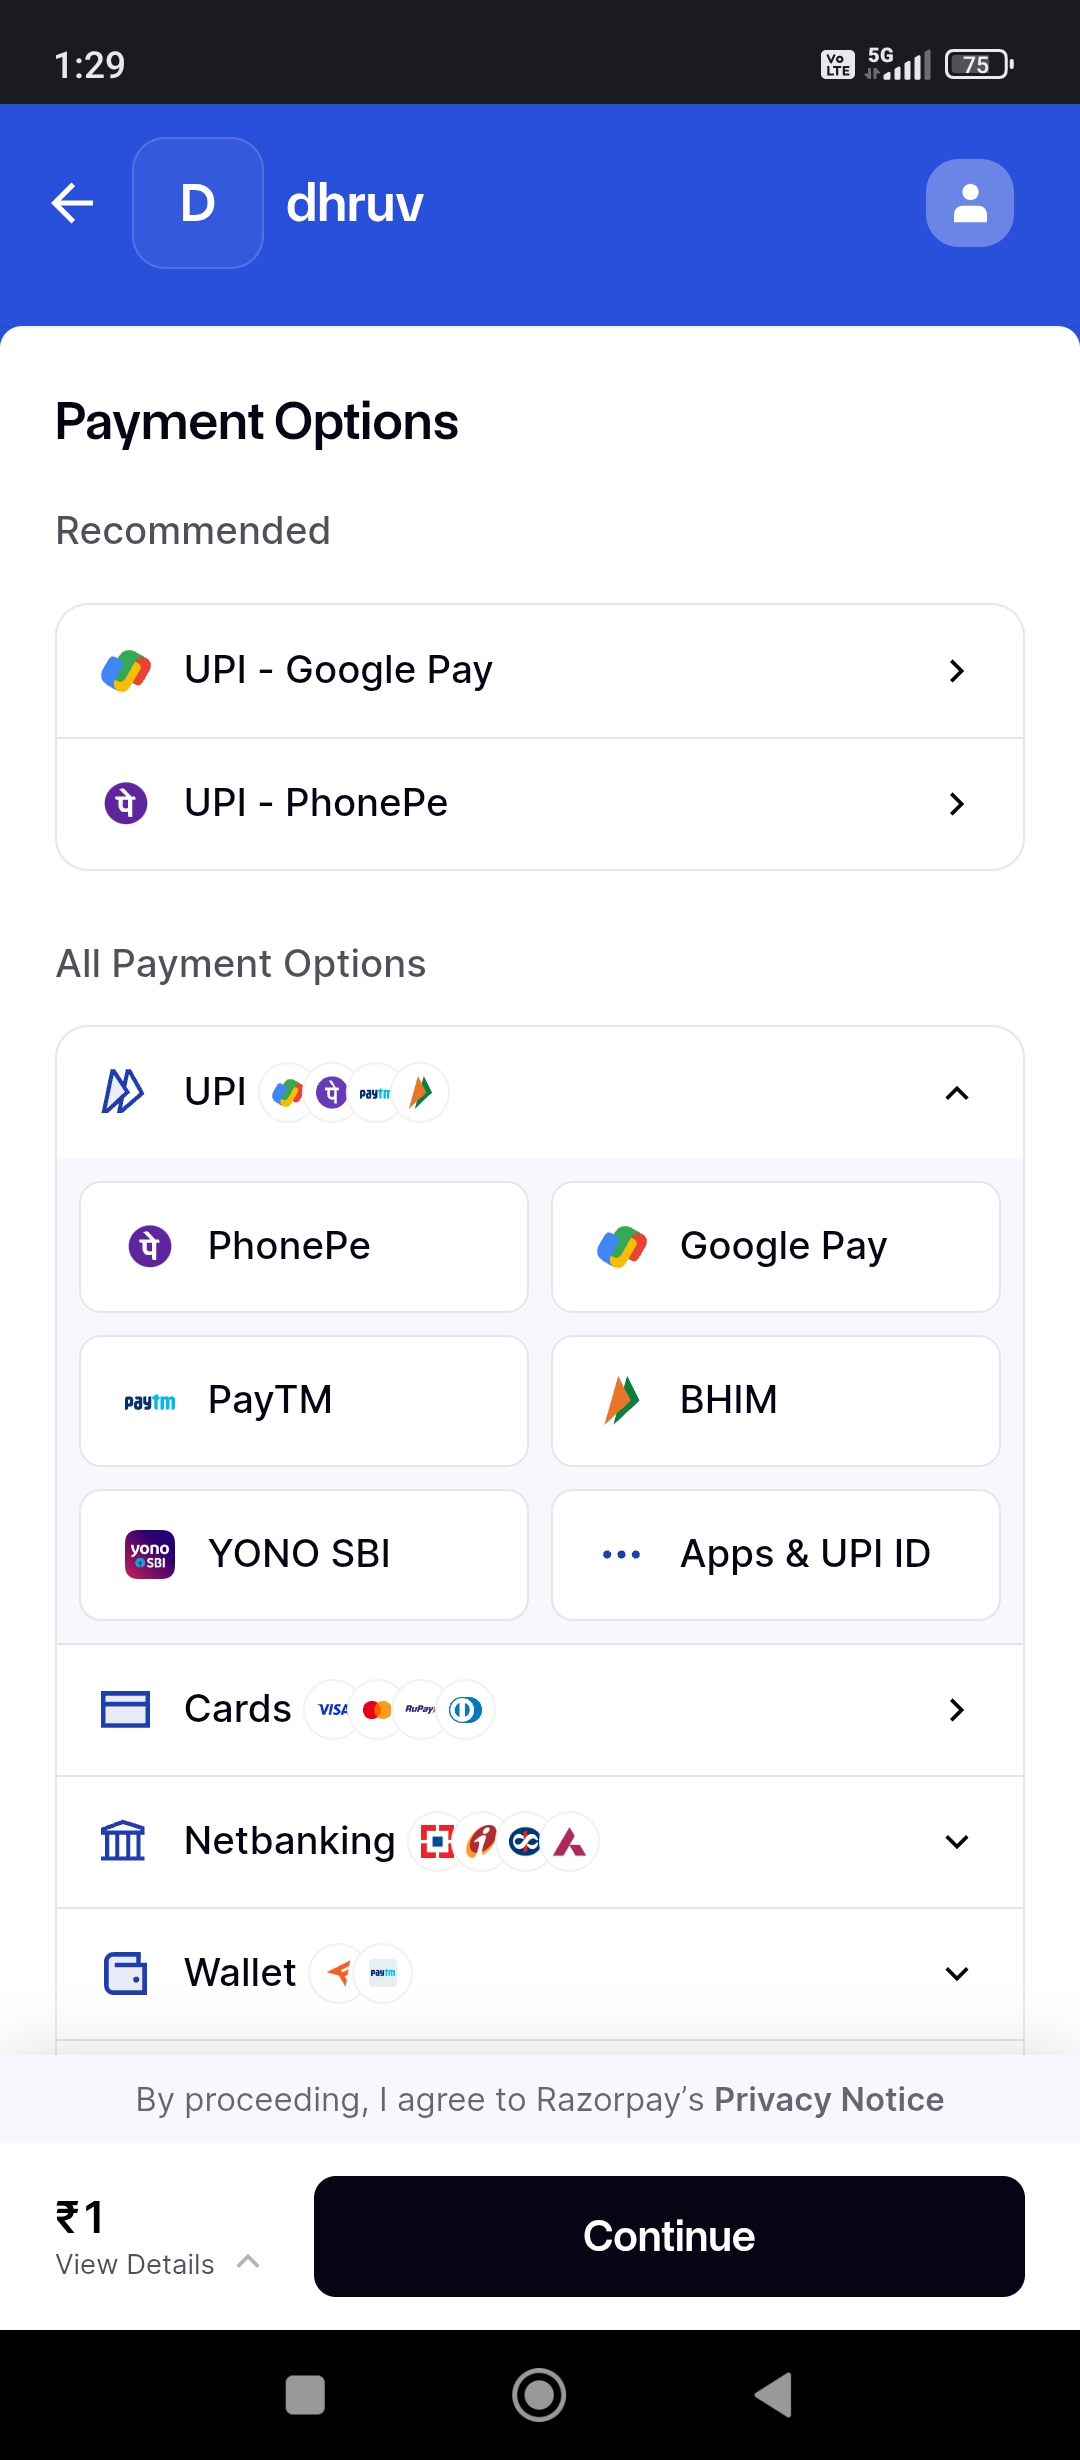 1:29
Vo LTE 5G 75
D dhruv
Payment Options
Recommended
UPI - Google Pay
पे UPI - PhonePe
All Payment Options
UPI पे paytm
पे PhonePe
Google Pay
paytm PayTM
BHIM
yono SBI YONO SBI
Apps & UPI ID
Cards VISA RuPay
Netbanking
Wallet paytm
By proceeding, I agree to Razorpay’s Privacy Notice
₹1
View Details
Continue